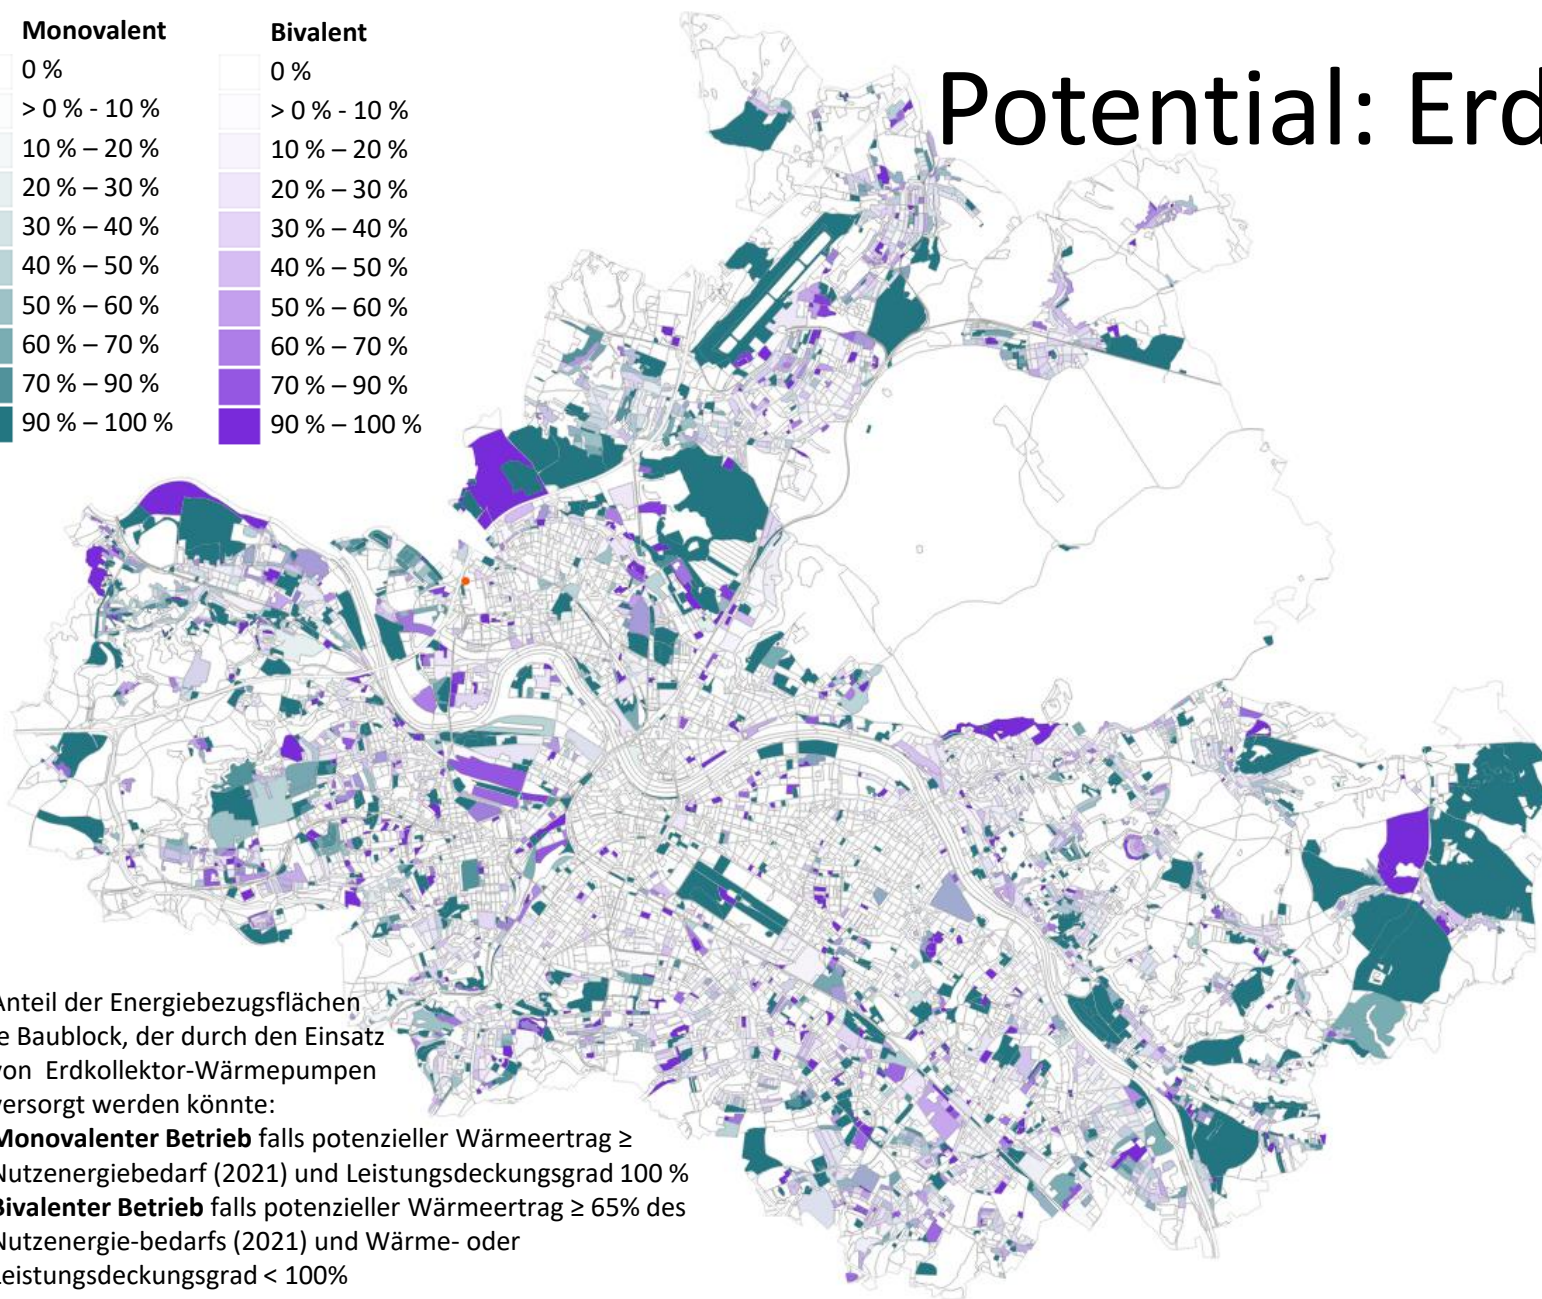 Potential: Erd
Monovalent
0 %
> 0 % - 10 %
10 % – 20 %
20 % – 30 %
30 % – 40 %
40 % – 50 %
50 % – 60 %
60 % – 70 %
70 % – 90 %
90 % – 100 %
Bivalent
0 %
> 0 % - 10 %
10 % – 20 %
20 % – 30 %
30 % – 40 %
40 % – 50 %
50 % – 60 %
60 % – 70 %
70 % – 90 %
90 % – 100 %
Anteil der Energiebezugsflächen
je Baublock, der durch den Einsatz
von Erdkollektor-Wärmepumpen
versorgt werden könnte:
Monovalenter Betrieb falls potenzieller Wärmeertrag ≥
Nutzenergiebedarf (2021) und Leistungsdeckungsgrad 100 %
Bivalenter Betrieb falls potenzieller Wärmeertrag ≥ 65% des
Nutzenergie-bedarfs (2021) und Wärme- oder
Leistungsdeckungsgrad < 100%